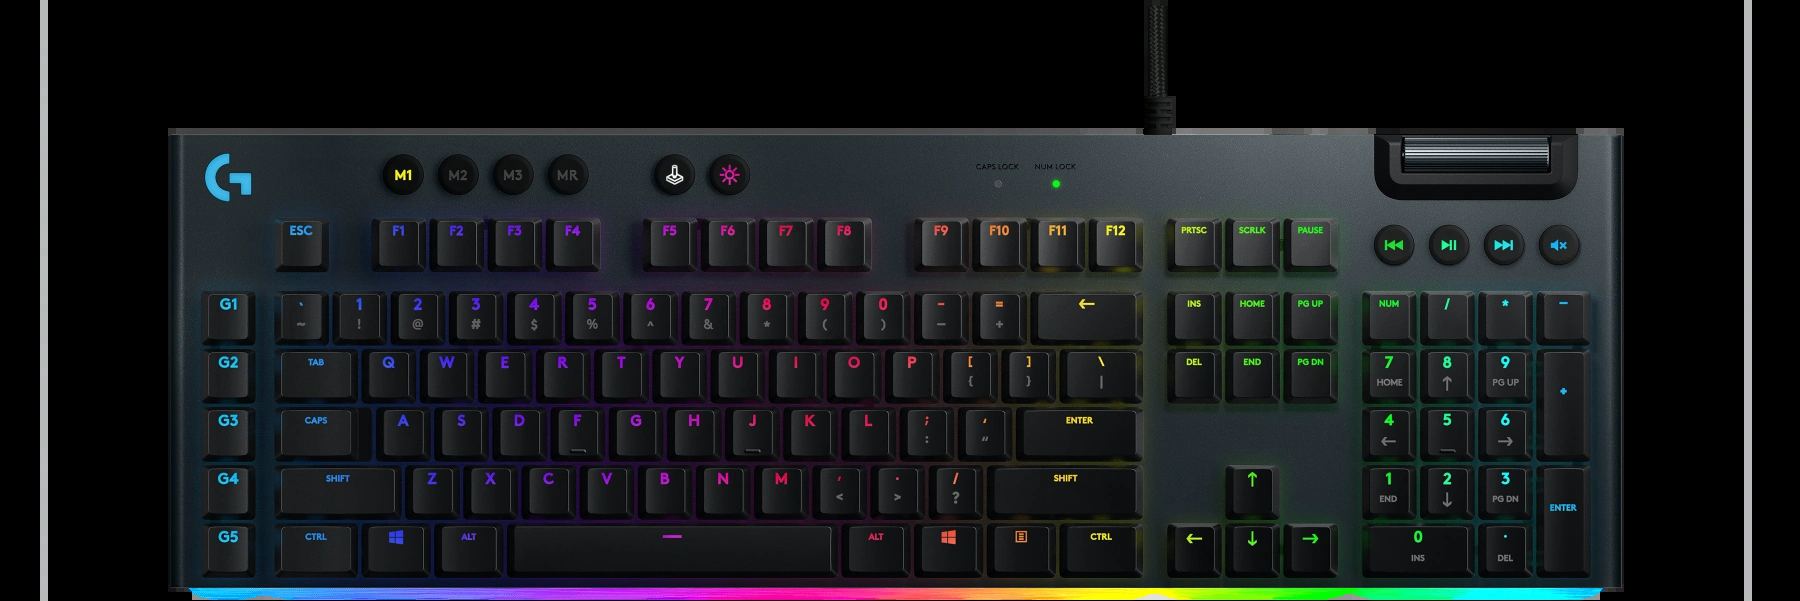 CAPS LOCK NUM LOCK
M1 M2 M3 MR
ESC F1 F2 F3 F4 F5 F6 F7 F8 F9 F10 F11 F12 PRTSC SCRLK PAUSE
G1 ` 1 2 3 4 5 6 7 8 9 0 - = ← INS HOME PG UP NUM / * -
~ ! @ # $ % ^ & * ( ) _ +
G2 TAB Q W E R T Y U I O P [ ] \ DEL END PG DN 7 8 9 +
{ } | HOME ↑ PG UP
G3 CAPS A S D F G H J K L ; ' ENTER 4 5 6
: " ← →
G4 SHIFT Z X C V B N M , . / SHIFT ↑ 1 2 3 ENTER
< > ? END ↓ PG DN
G5 CTRL ALT ALT CTRL ← ↓ → 0 .
INS DEL